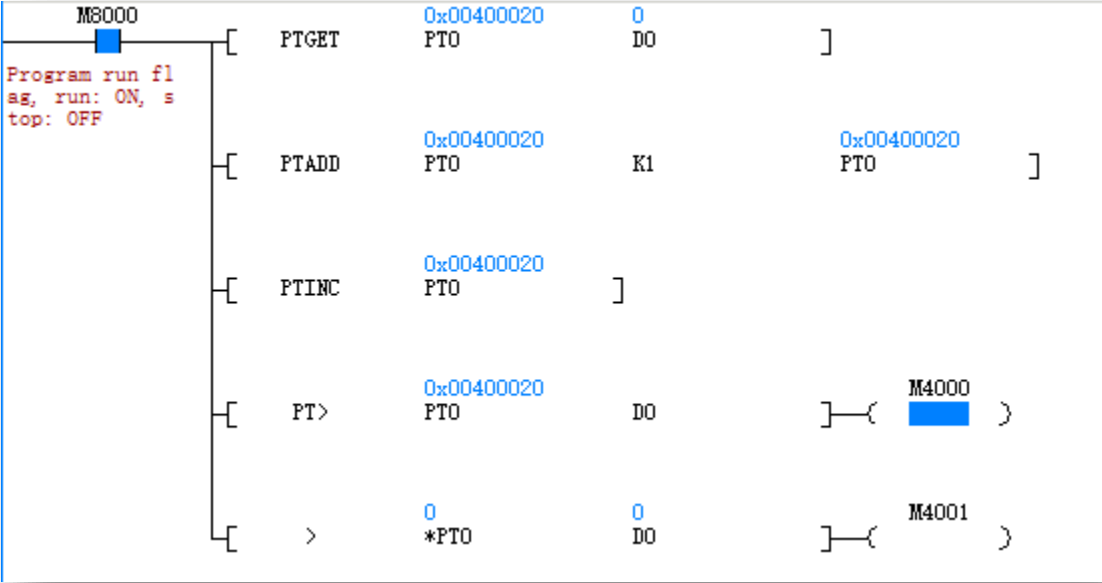 M8000 0x00400020 0
[ PTGET PT0 D0 ]
Program run fl
ag, run: ON, s
top: OFF
0x00400020 0x00400020
[ PTADD PT0 K1 PT0 ]
0x00400020
[ PTINC PT0 ]
0x00400020 M4000
[ PT> PT0 D0 ] ( )
0 0 M4001
[ > *PT0 D0 ] ( )